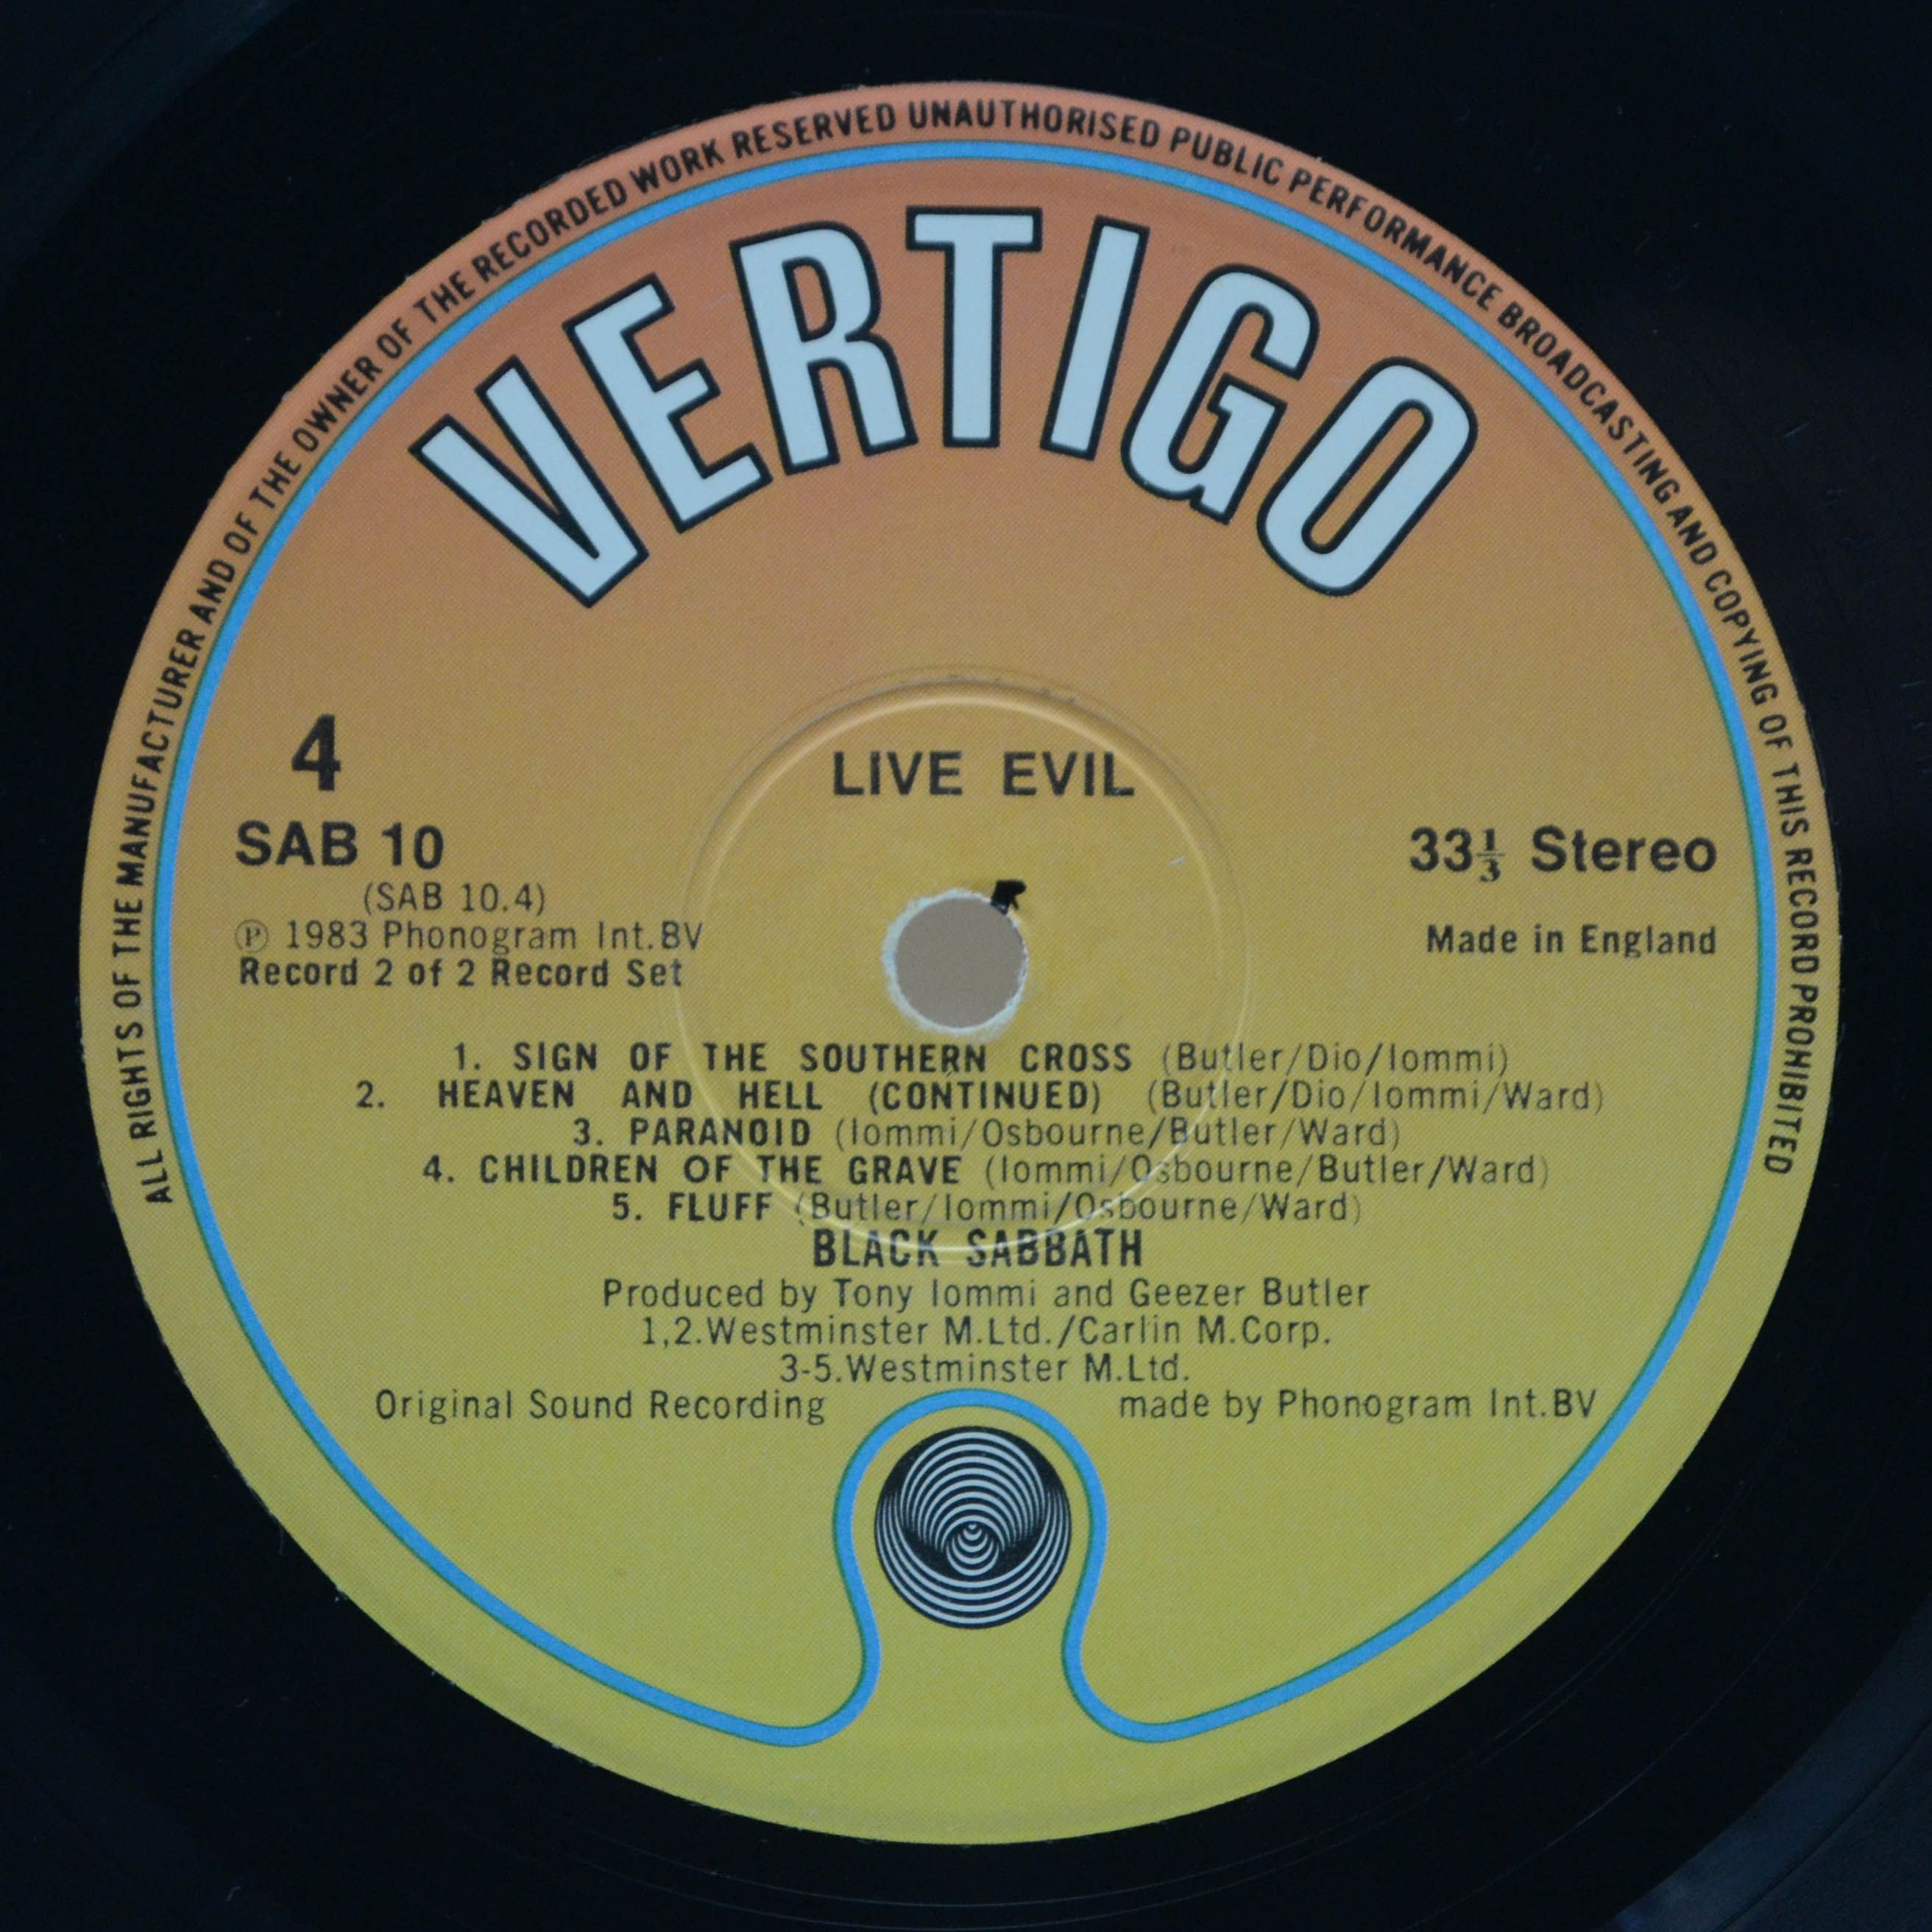 ALL RIGHTS OF THE MANUFACTURER AND OF THE OWNER OF THE RECORDED WORK RESERVED UNAUTHORISED PUBLIC PERFORMANCE BROADCASTING AND COPYING OF THIS RECORD PROHIBITED
VERTIGO
4
LIVE EVIL
SAB 10
33⅓ Stereo
(SAB 10.4)
℗ 1983 Phonogram Int.BV
Made in England
Record 2 of 2 Record Set
1. SIGN OF THE SOUTHERN CROSS (Butler/Dio/Iommi)
2. HEAVEN AND HELL (CONTINUED) (Butler/Dio/Iommi/Ward)
3. PARANOID (Iommi/Osbourne/Butler/Ward)
4. CHILDREN OF THE GRAVE (Iommi/Osbourne/Butler/Ward)
5. FLUFF (Butler/Iommi/Osbourne/Ward)
BLACK SABBATH
Produced by Tony Iommi and Geezer Butler
1,2.Westminster M.Ltd./Carlin M.Corp.
3-5.Westminster M.Ltd.
Original Sound Recording made by Phonogram Int.BV